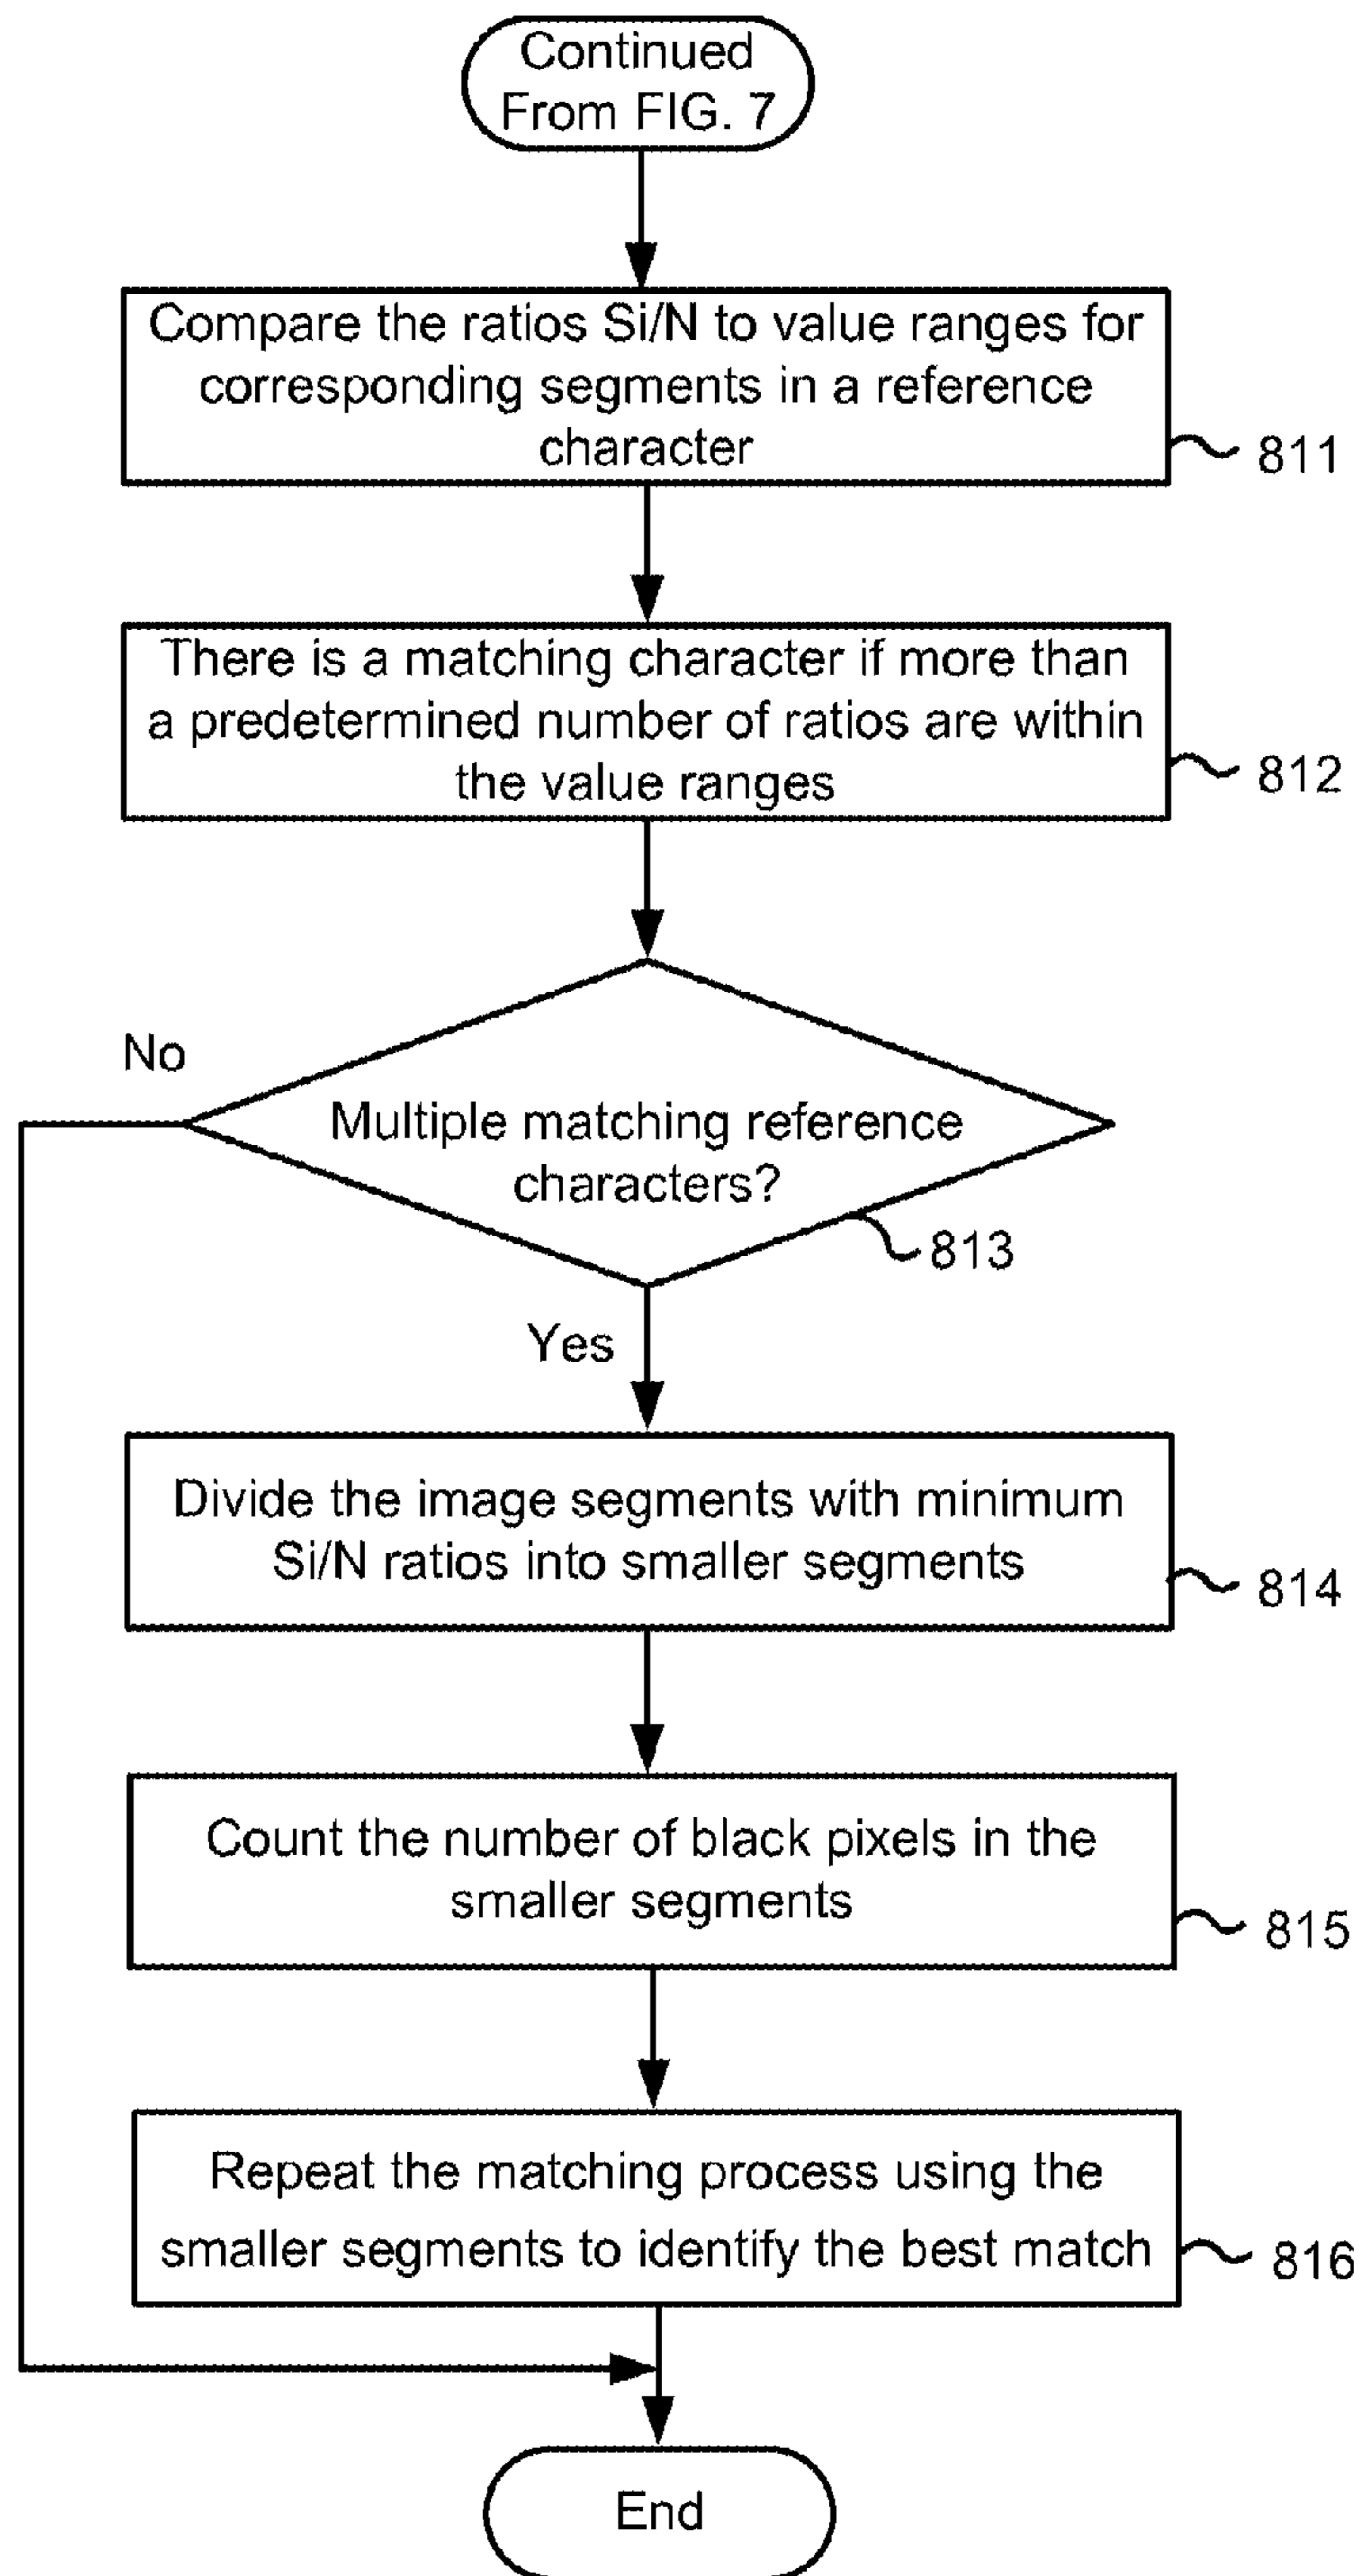 Continued
From FIG. 7
Compare the ratios Si/N to value ranges for
corresponding segments in a reference
character
811
There is a matching character if more than
a predetermined number of ratios are within
the value ranges
812
No
Multiple matching reference
characters?
813
Yes
Divide the image segments with minimum
Si/N ratios into smaller segments
814
Count the number of black pixels in the
smaller segments
815
Repeat the matching process using the
smaller segments to identify the best match
816
End